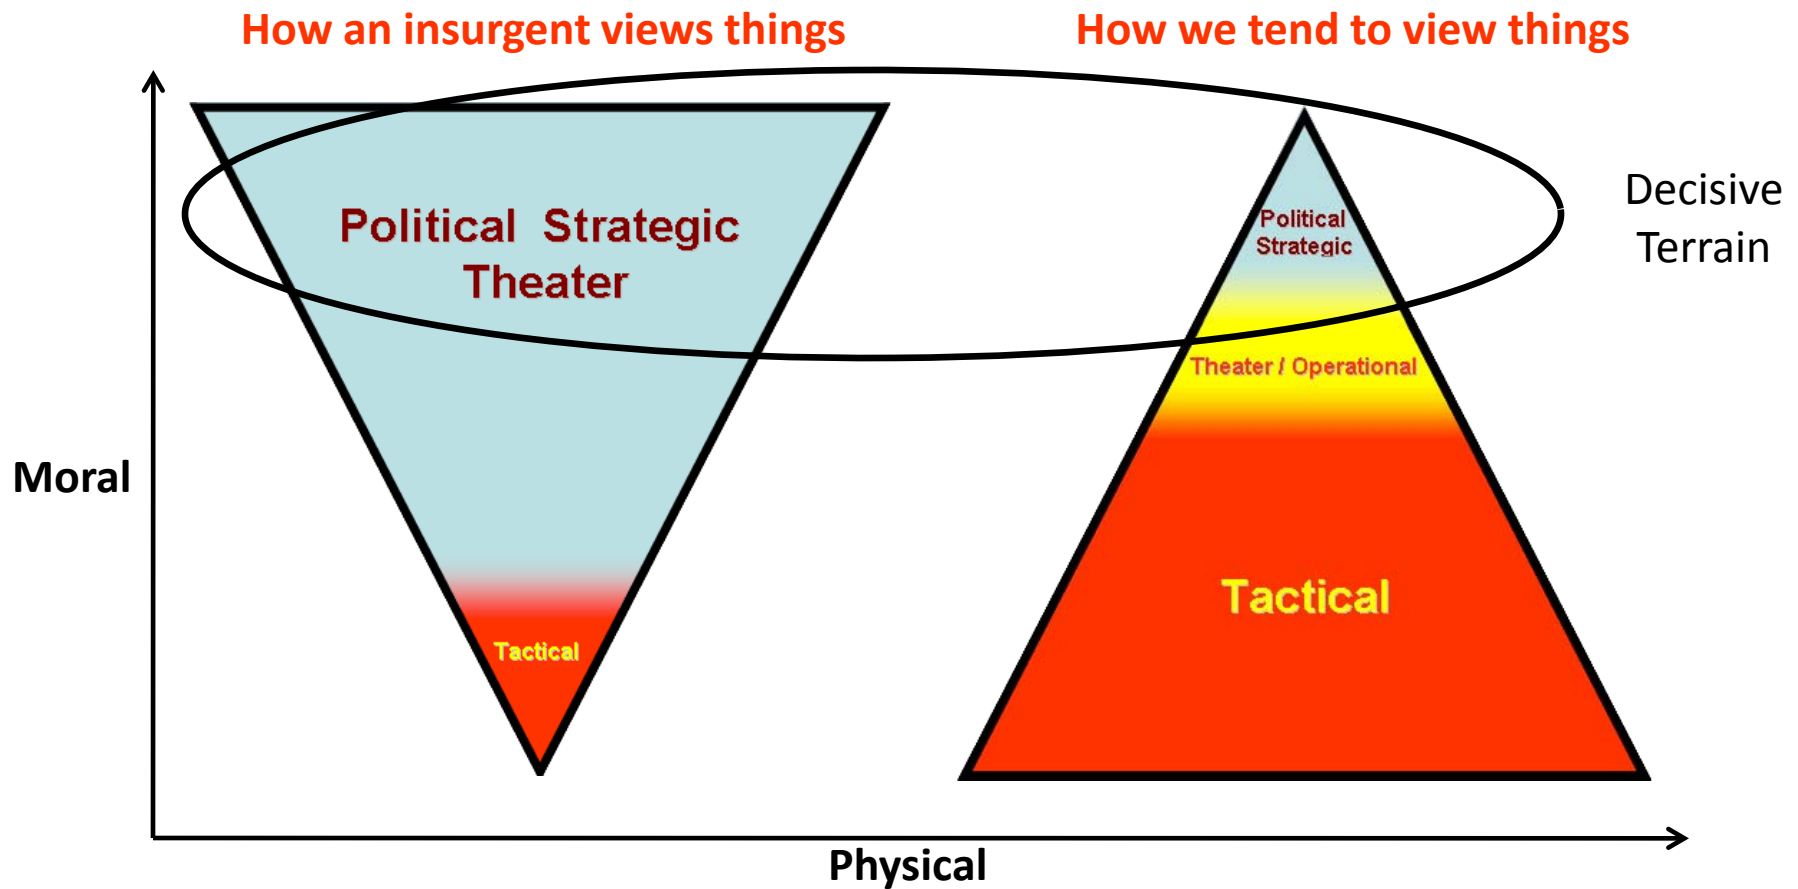 How an insurgent views things
How we tend to view things
Political Strategic
Theater
Tactical
Political
Strategic
Theater / Operational
Tactical
Decisive
Terrain
Moral
Physical